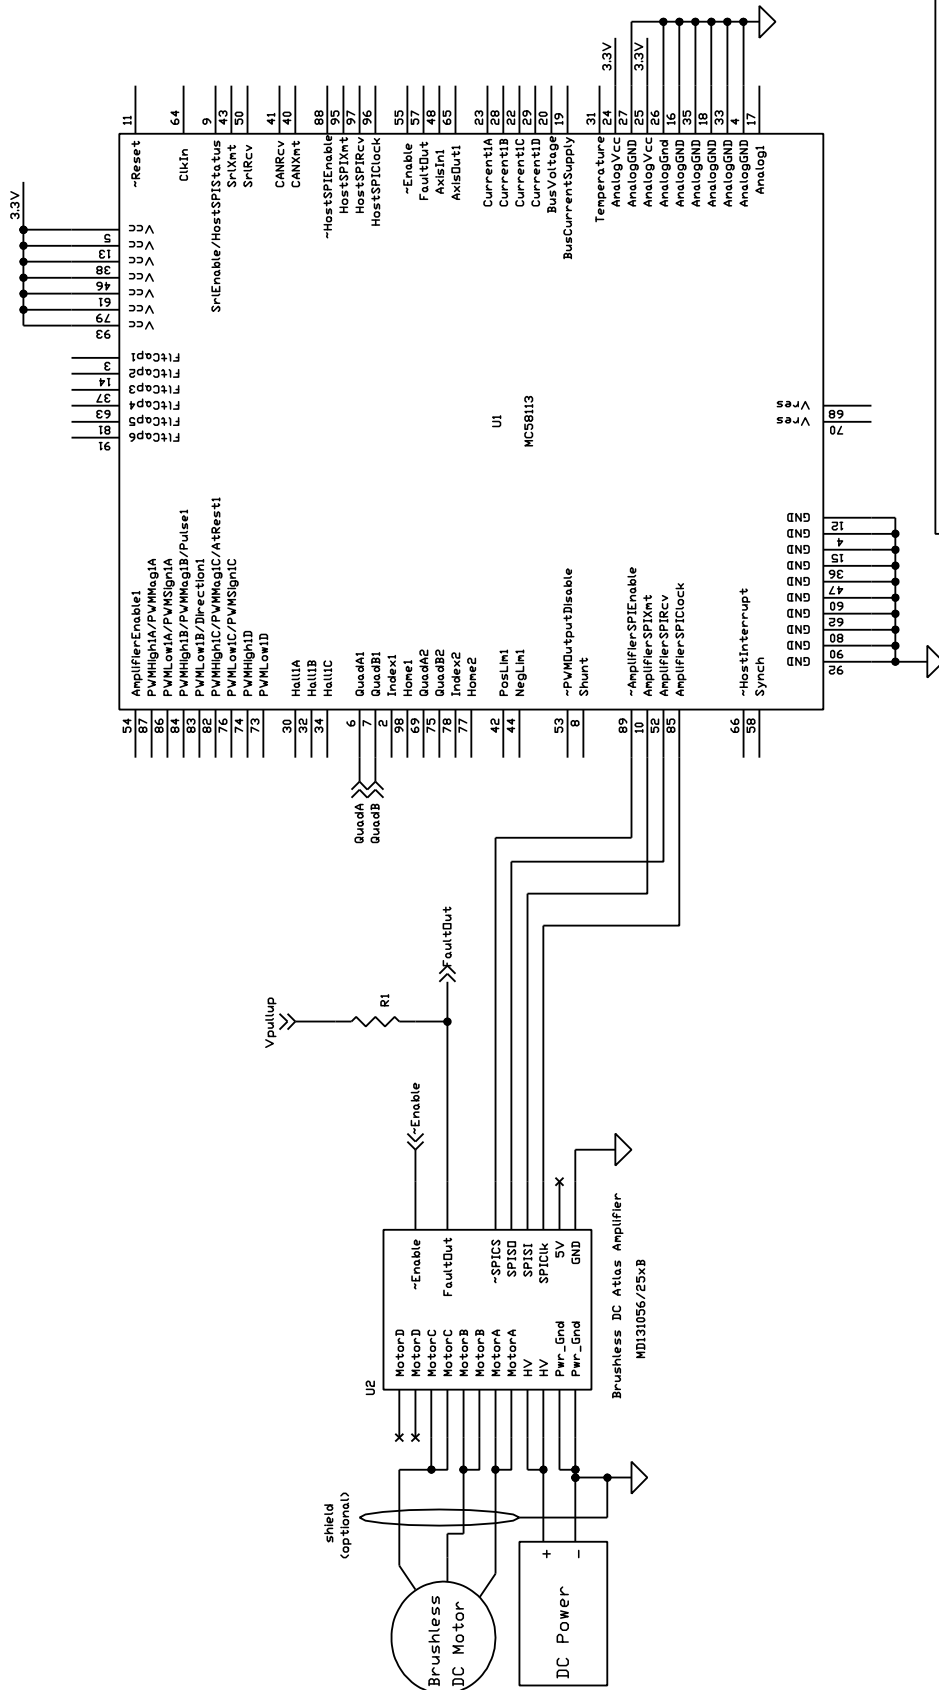 11
~Reset
64
ClkIn
9
SrlEnable/HostSPIStatus
43
SrlXmt
50
SrlRcv
41
CANRcv
40
CANXmt
88
~HostSPIEnable
95
HostSPIXmt
97
HostSPIRcv
96
HostSPIClock
55
~Enable
57
FaultOut
48
AxisIn1
65
AxisOut1
23
Current1A
28
Current1B
22
Current1C
29
Current1D
20
BusVoltage
19
BusCurrentSupply
31
Temperature
24
AnalogVcc
3.3V
27
AnalogGND
25
AnalogVcc
3.3V
26
AnalogGnd
16
AnalogGND
35
AnalogGND
18
AnalogGND
33
AnalogGND
4
AnalogGND
17
Analog1
3.3V
5
Vcc
13
Vcc
38
Vcc
46
Vcc
61
Vcc
79
Vcc
93
Vcc
3
FltCap1
14
FltCap2
37
FltCap3
63
FltCap4
81
FltCap5
91
FltCap6
U1
MC58113
68
Vres
70
Vres
12
GND
4
GND
15
GND
36
GND
47
GND
60
GND
62
GND
80
GND
90
GND
92
GND
54
AmplifierEnable1
87
PWMHigh1A/PWMMag1A
86
PWMLow1A/PWMSign1A
84
PWMHigh1B/PWMMag1B/Pulse1
83
PWMLow1B/Direction1
82
PWMHigh1C/PWMMag1C/AtRest1
76
PWMLow1C/PWMSign1C
74
PWMHigh1D
73
PWMLow1D
30
Hall1A
32
Hall1B
34
Hall1C
6
QuadA1
7
QuadB1
2
Index1
98
Home1
69
QuadA2
75
QuadB2
78
Index2
77
Home2
42
PosLim1
44
NegLim1
53
~PWMOutputDisable
8
Shunt
89
~AmplifierSPIEnable
10
AmplifierSPIXmt
52
AmplifierSPIRcv
85
AmplifierSPIClock
66
~HostInterrupt
58
Synch
QuadA
QuadB
FaultOut
Vpullup
R1
~Enable
~Enable
FaultOut
~SPICS
SPISO
SPISI
SPIClk
5V
GND
MotorD
MotorD
MotorC
MotorC
MotorB
MotorB
MotorA
MotorA
HV
HV
Pwr_Gnd
Pwr_Gnd
U2
Brushless DC Atlas Amplifier
MD131056/25xB
shield
(optional)
Brushless
DC Motor
+
-
DC Power